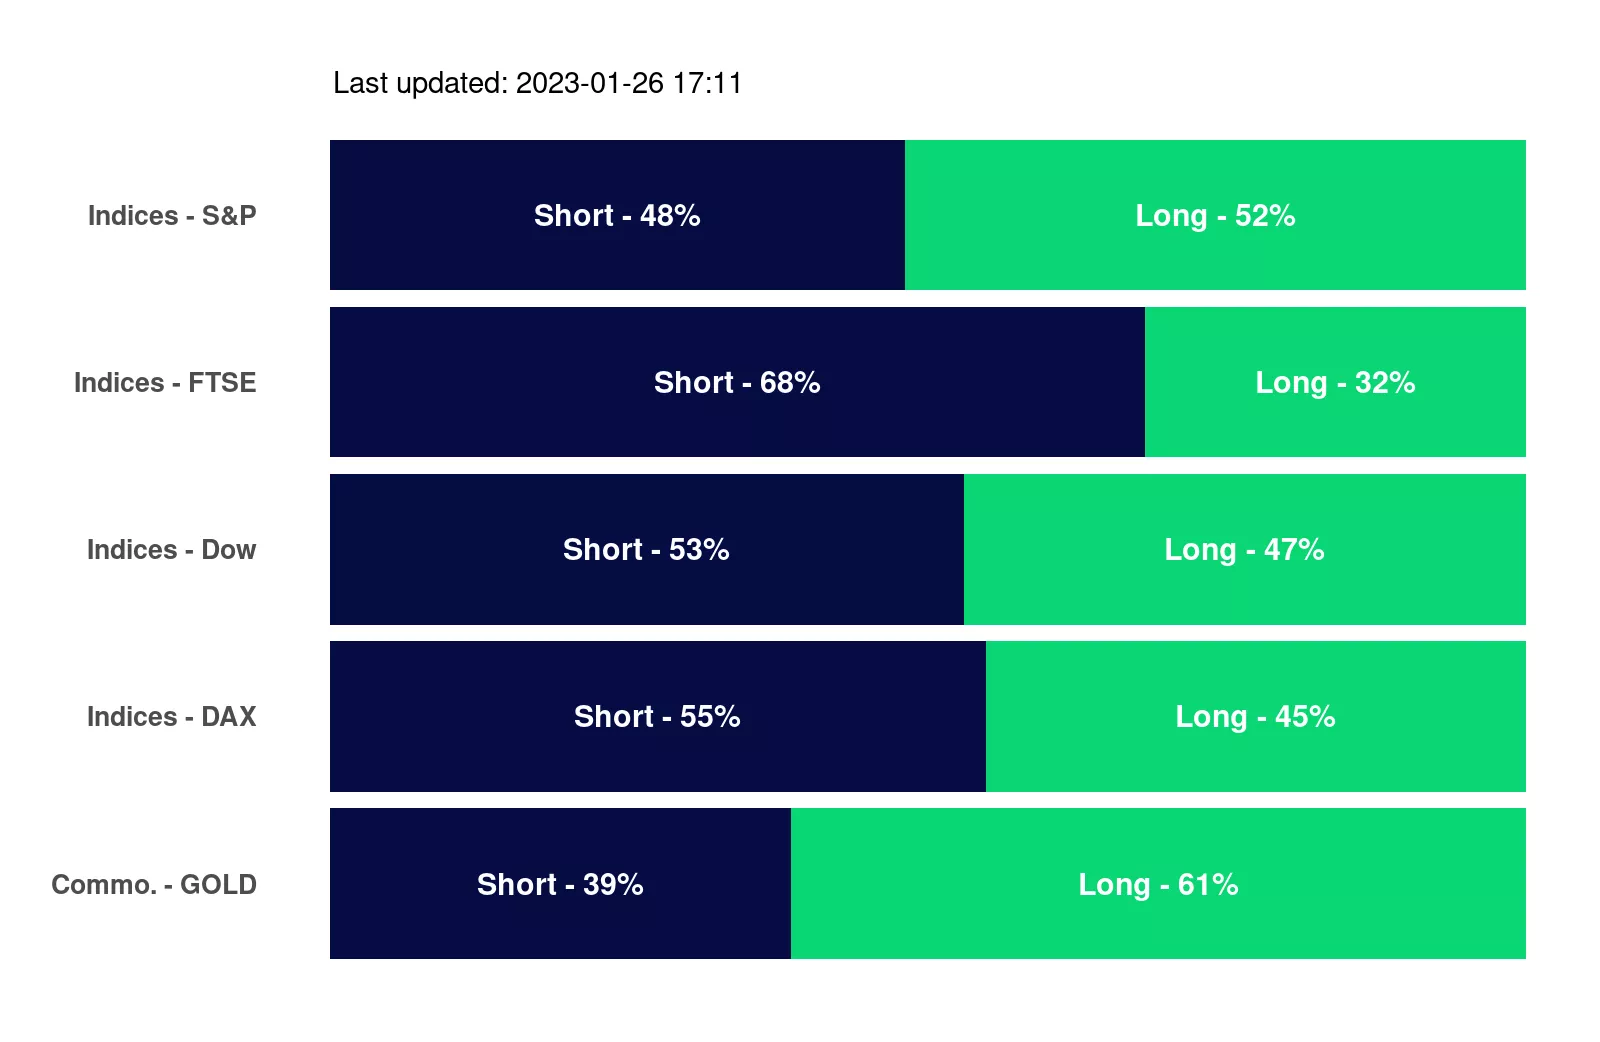 Last updated: 2023-01-26 17:11
Indices - S&P Short - 48% Long - 52%
Indices - FTSE Short - 68% Long - 32%
Indices - Dow Short - 53% Long - 47%
Indices - DAX Short - 55% Long - 45%
Commo. - GOLD Short - 39% Long - 61%